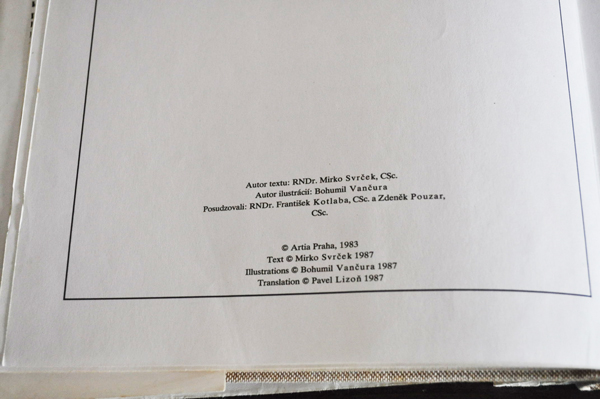 Autor textu: RNDr. Mirko Svrček, CSc.
Autor ilustrácií: Bohumil Vančura
Posudzovali: RNDr. František Kotlaba, CSc. a Zdeněk Pouzar,
CSc.
© Artia Praha, 1983
Text © Mirko Svrček 1987
Illustrations © Bohumil Vančura 1987
Translation © Pavel Lizoň 1987